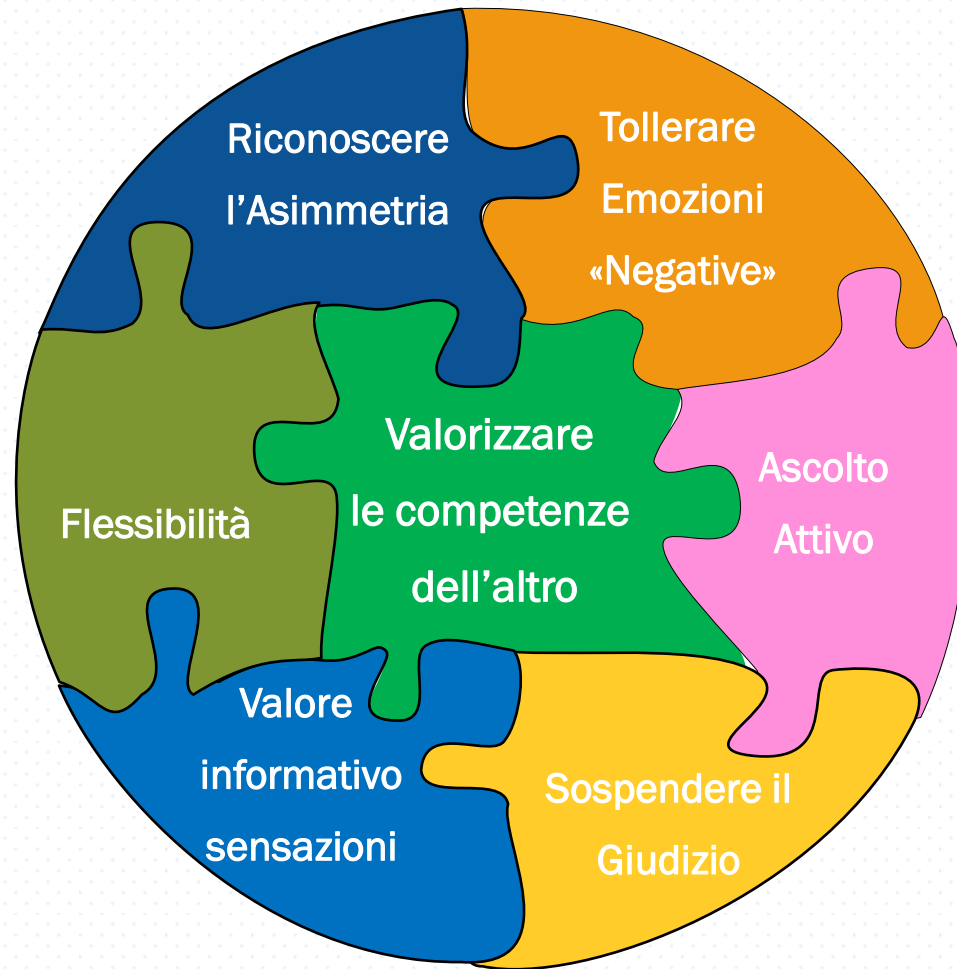 Riconoscere
l'Asimmetria
Tollerare
Emozioni
«Negative»
Flessibilità
Valorizzare
le competenze
dell'altro
Ascolto
Attivo
Valore
informativo
sensazioni
Sospendere il
Giudizio